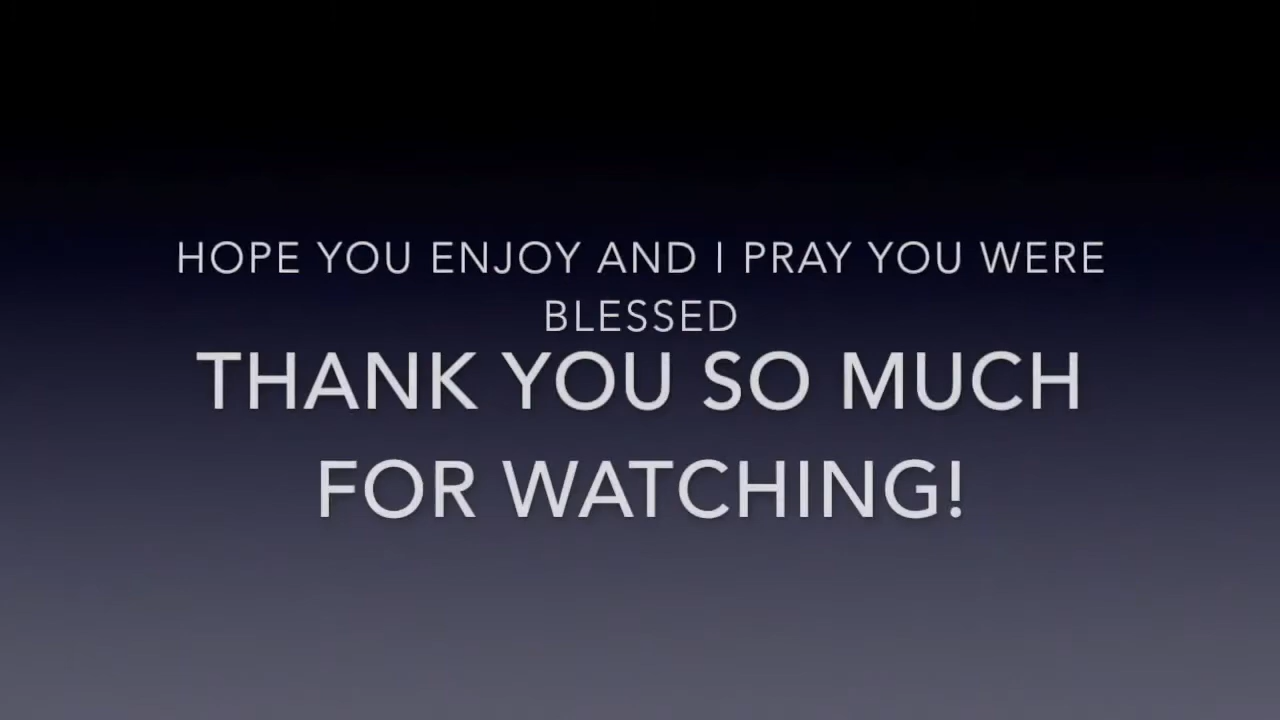 HOPE YOU ENJOY AND I PRAY YOU WERE
BLESSED
THANK YOU SO MUCH
FOR WATCHING!